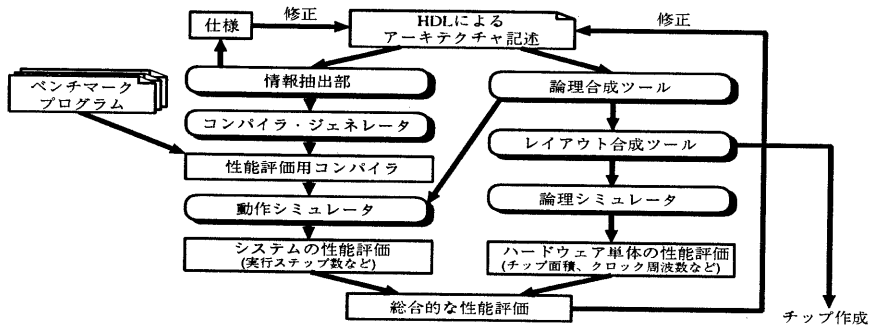 仕様
修正
HDLによる
アーキテクチャ記述
修正
情報抽出部
論理合成ツール
ベンチマーク
プログラム
コンパイラ・ジェネレータ
レイアウト合成ツール
性能評価用コンパイラ
動作シミュレータ
論理シミュレータ
システムの性能評価
(実行ステップ数など)
ハードウェア単体の性能評価
(チップ面積、クロック周波数など)
総合的な性能評価
チップ作成